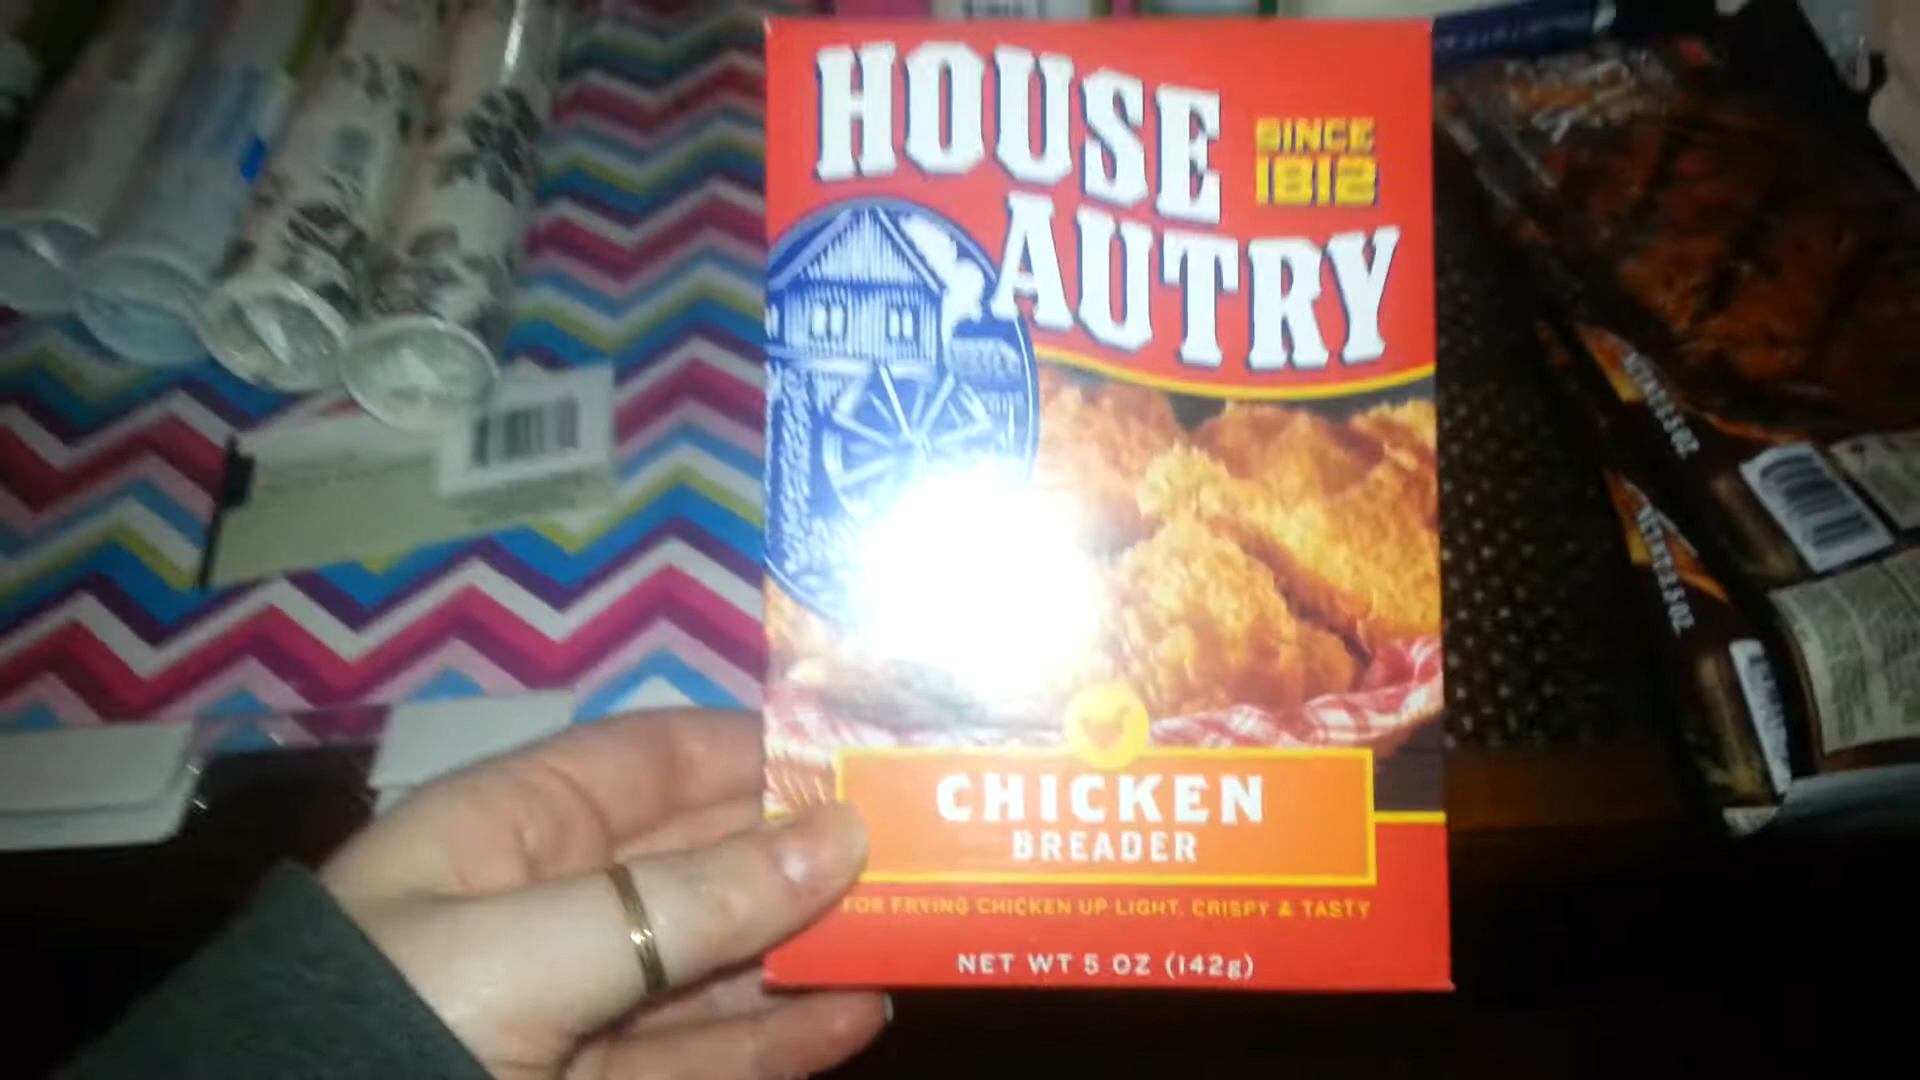 HOUSE
AUTRY
SINCE
1812
CHICKEN
BREADER
FOR FRYING CHICKEN UP LIGHT, CRISPY & TASTY
NET WT 5 OZ (142g)